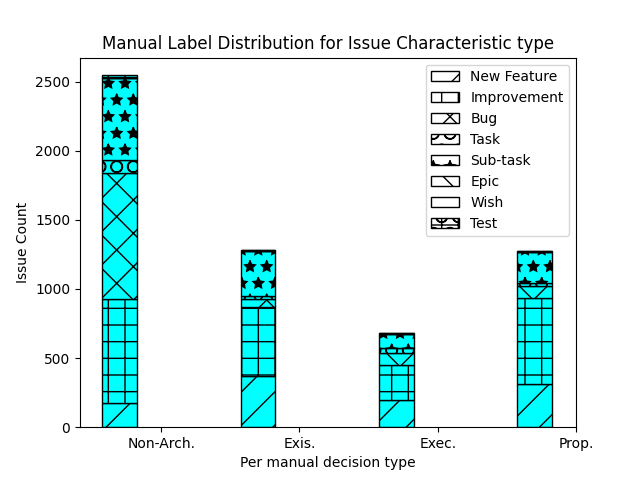 Manual Label Distribution for Issue Characteristic type
New Feature
Improvement
Bug
Task
Sub-task
Epic
Wish
Test
2500
2000
1500
1000
500
0
Issue Count
Non-Arch. Exis. Exec. Prop.
Per manual decision type